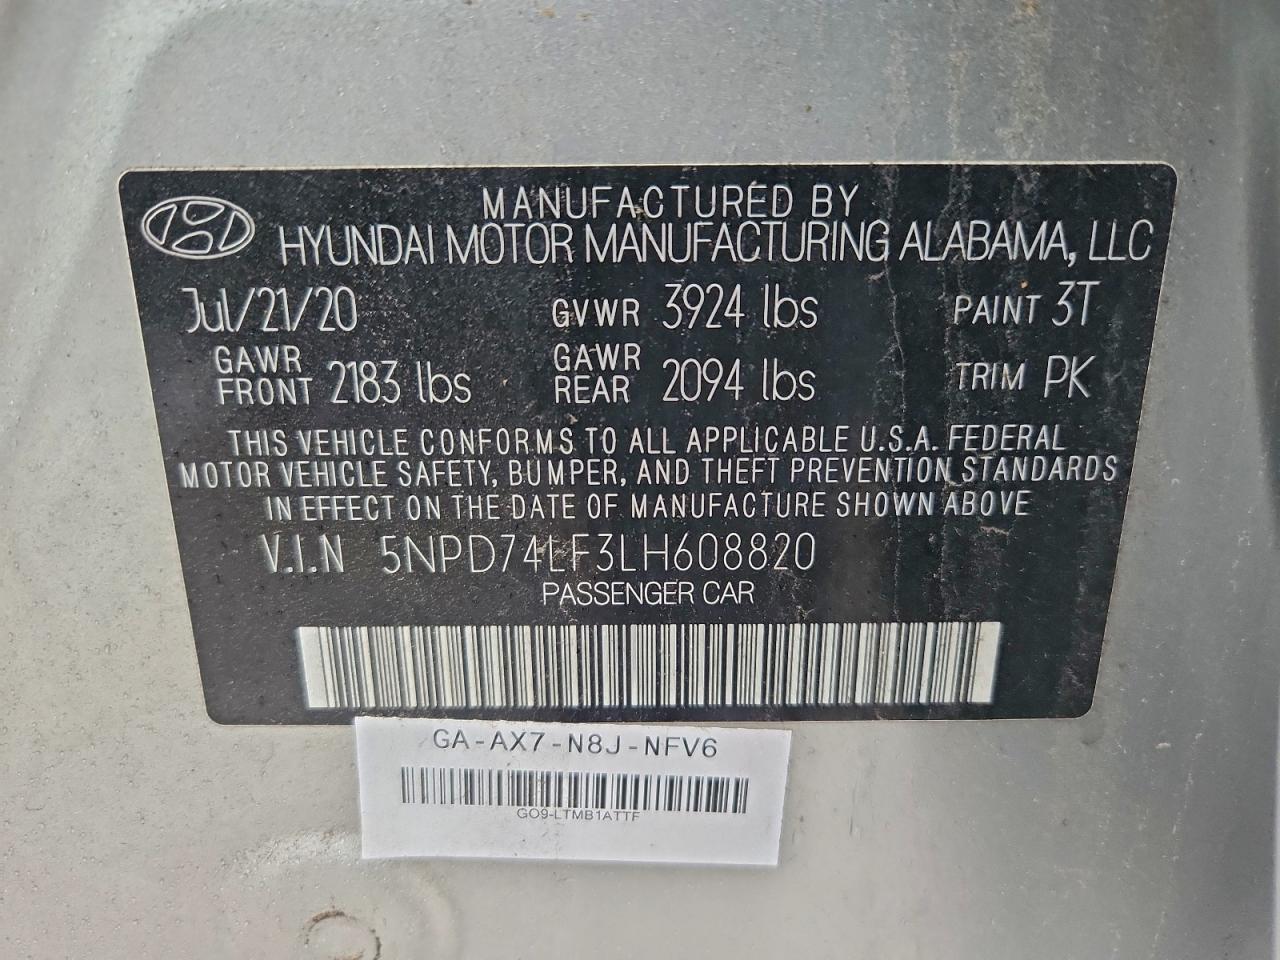 MANUFACTURED BY
HYUNDAI MOTOR MANUFACTURING ALABAMA, LLC
Jul/21/20 GVWR 3924 lbs PAINT 3T
GAWR FRONT 2183 lbs GAWR REAR 2094 lbs TRIM PK
THIS VEHICLE CONFORMS TO ALL APPLICABLE U.S.A. FEDERAL
MOTOR VEHICLE SAFETY, BUMPER, AND THEFT PREVENTION STANDARDS
IN EFFECT ON THE DATE OF MANUFACTURE SHOWN ABOVE
V.I.N 5NPD74LF3LH608820
PASSENGER CAR
GA-AX7-N8J-NFV6
GO9-LTMB1ATTF